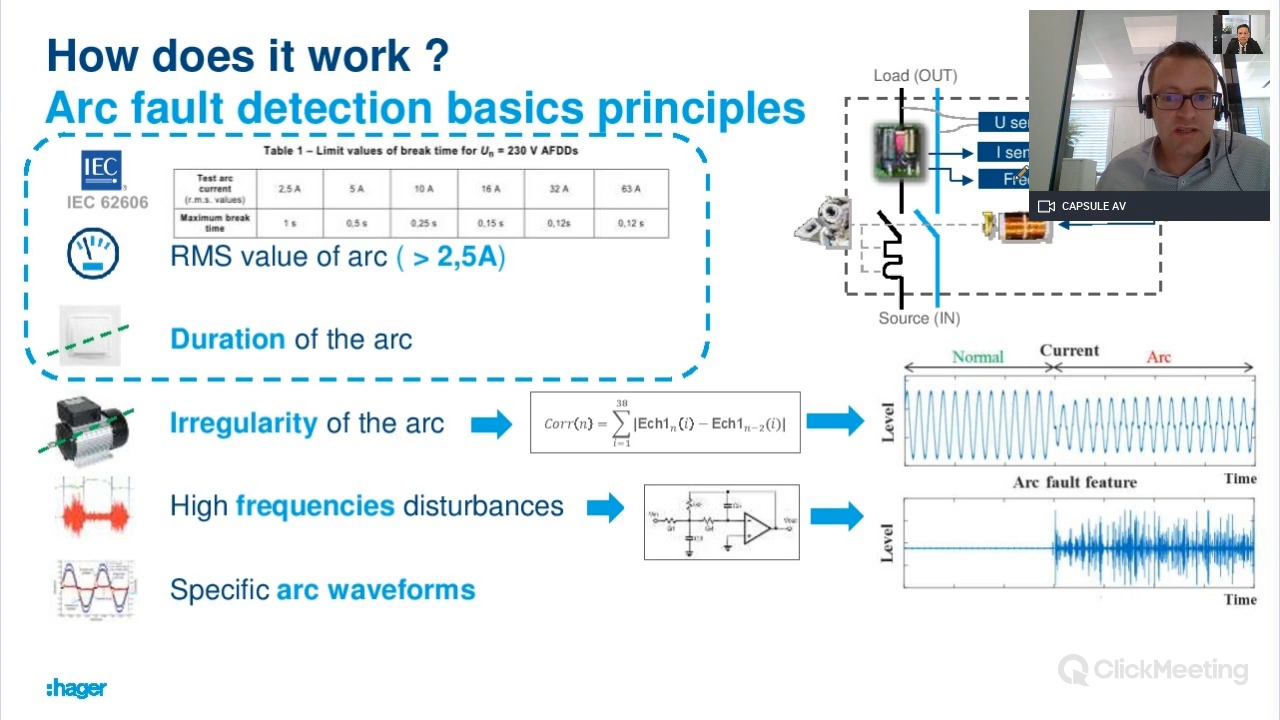 How does it work ?
Arc fault detection basics principles
IEC
IEC 62606
Table 1 – Limit values of break time for Un = 230 V AFDDs
Test arc current (r.m.s. values) 2,5 A 5 A 10 A 16 A 32 A 63 A
Maximum break time 1 s 0,5 s 0,25 s 0,15 s 0,12s 0,12 s
RMS value of arc ( > 2,5A)
Duration of the arc
Irregularity of the arc
Corr(n) = 38 ∑ i=1 |Ech1n(i) − Ech1n−2(i)|
High frequencies disturbances
Specific arc waveforms
:hager
Load (OUT)
U sen
I sen
Source (IN)
CAPSULE AV
Current
Normal
Arc
Level
Time
Arc fault feature
Level
Time
ClickMeeting